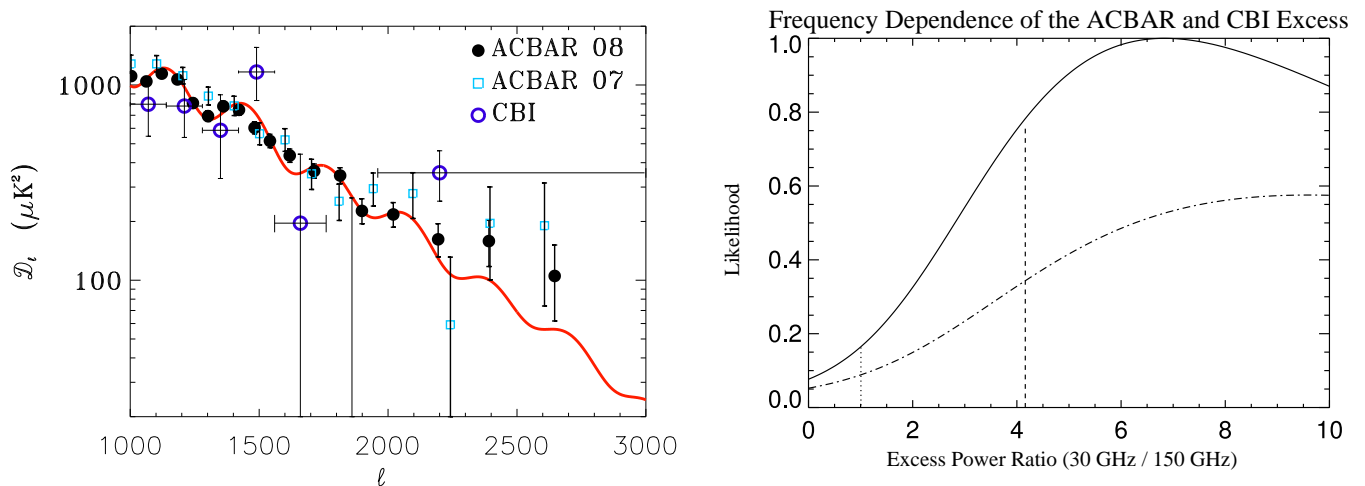 ACBAR 08
ACBAR 07
CBI
1000
100
𝒟ℓ (μK²)
1000
1500
2000
2500
3000
ℓ
Frequency Dependence of the ACBAR and CBI Excess
1.0
0.8
0.6
0.4
0.2
0.0
Likelihood
0
2
4
6
8
10
Excess Power Ratio (30 GHz / 150 GHz)